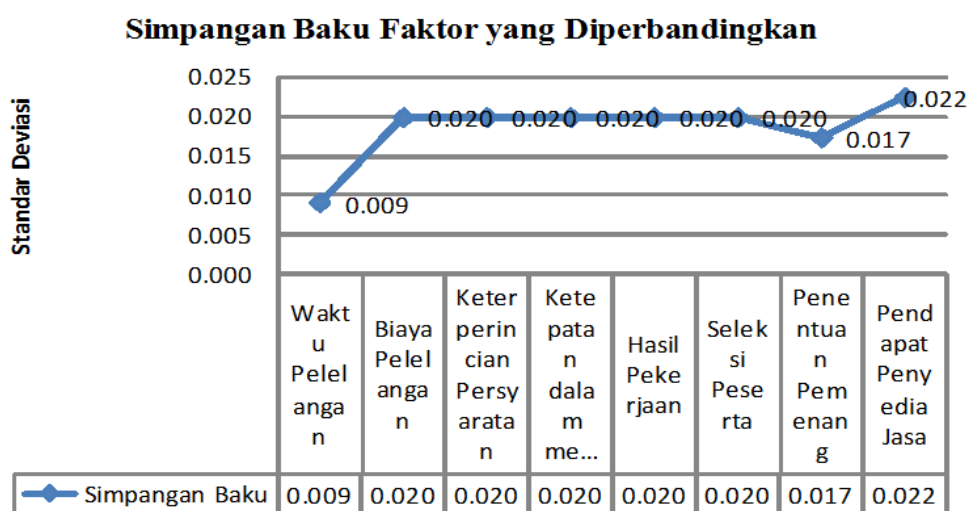 Simpangan Baku Faktor yang Diperbandingkan
Standar Deviasi
0.025
0.020
0.015
0.010
0.005
0.000
0.009
0.020
0.020
0.020
0.020
0.020
0.017
0.022
Wakt
u
Pelel
anga
n
Biaya
Pelel
anga
n
Keter
perin
cian
Persy
arata
n
Kete
pata
n
dala
m
me...
Hasil
Peke
rjaan
Selek
si
Pese
rta
Pene
ntua
n
Pem
enan
g
Pend
apat
Peny
edia
Jasa
Simpangan Baku 0.009 0.020 0.020 0.020 0.020 0.020 0.017 0.022